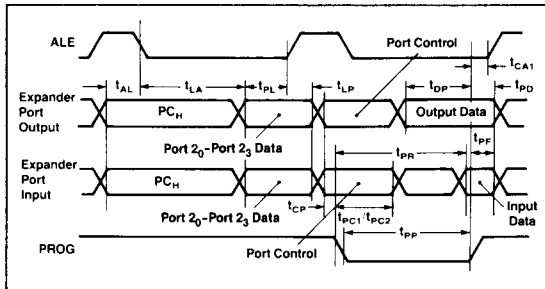 ALE
Port Control
tCA1
tAL
tLA
tPL
tLP
tDP
tPD
Expander
Port
Output
PCH
Output Data
tPF
Port 20-Port 23 Data
tPR
Expander
Port
Input
PCH
Input
Data
tCP
tPC1/tPC2
Port 20-Port 23 Data
Port Control
tPP
PROG